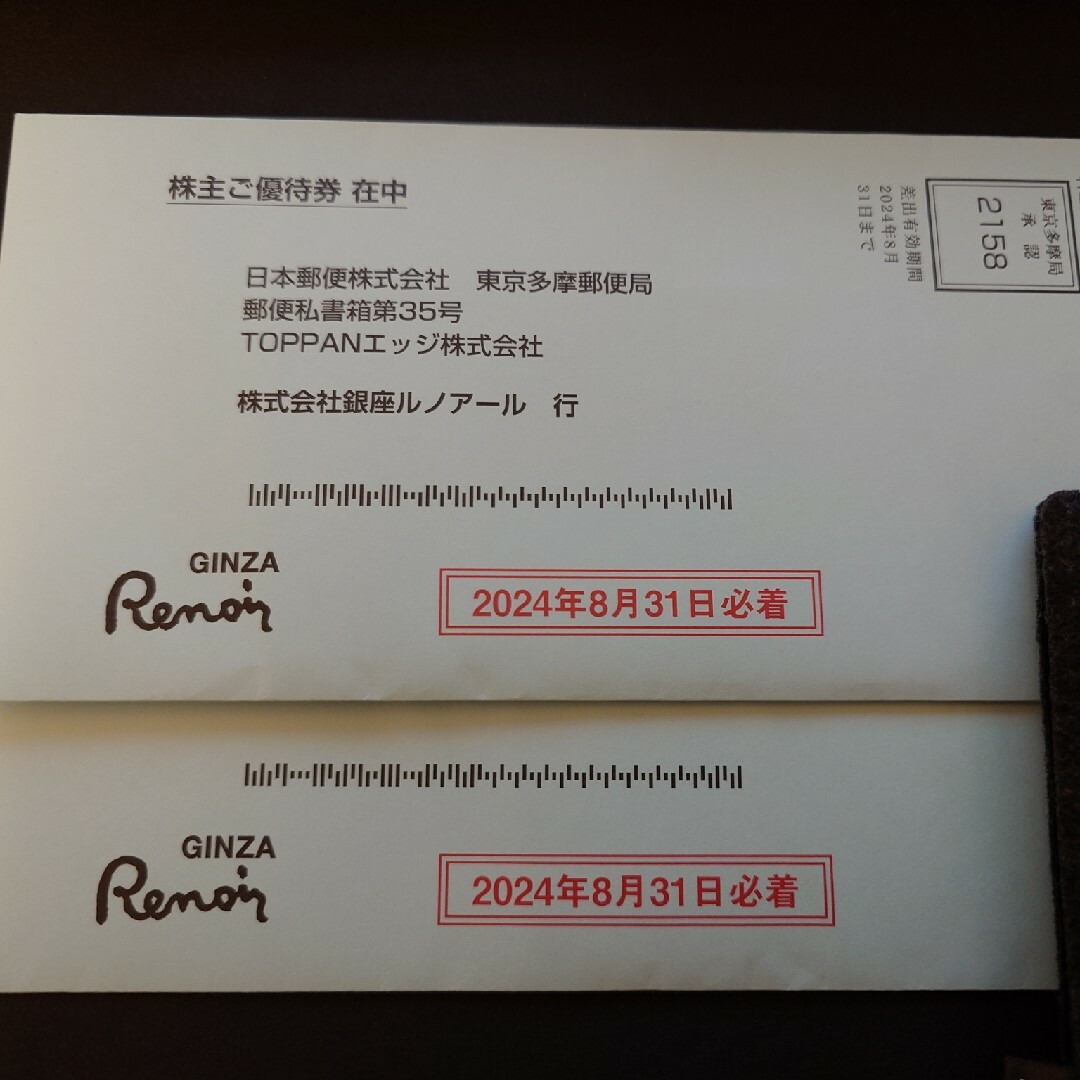 株主ご優待券 在中
東京多摩局
承認
2158
差出有効期間
2024年8月
31日まで
日本郵便株式会社 東京多摩郵便局
郵便私書箱第35号
TOPPANエッジ株式会社
株式会社銀座ルノアール 行
GINZA
Renoir
2024年8月31日必着
GINZA
Renoir
2024年8月31日必着